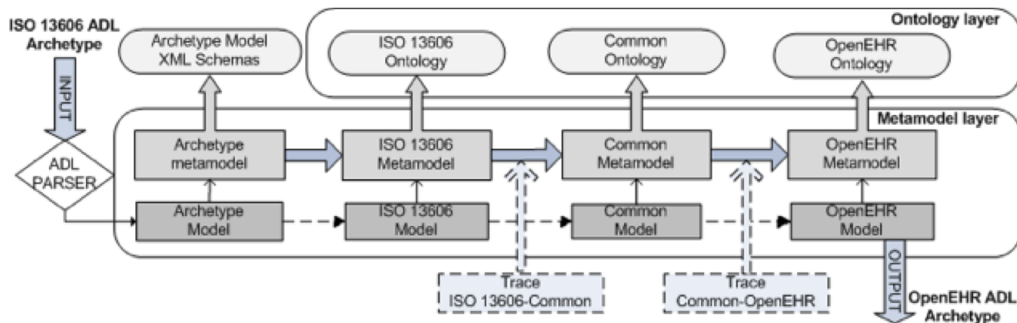 ISO 13606 ADL
Archetype
INPUT
ADL
PARSER
Ontology layer
Archetype Model
XML Schemas
ISO 13606
Ontology
Common
Ontology
OpenEHR
Ontology
Metamodel layer
Archetype
metamodel
ISO 13606
Metamodel
Common
Metamodel
OpenEHR
Metamodel
Archetype
Model
ISO 13606
Model
Common
Model
OpenEHR
Model
Trace
ISO 13606-Common
Trace
Common-OpenEHR
OUTPUT
OpenEHR ADL
Archetype